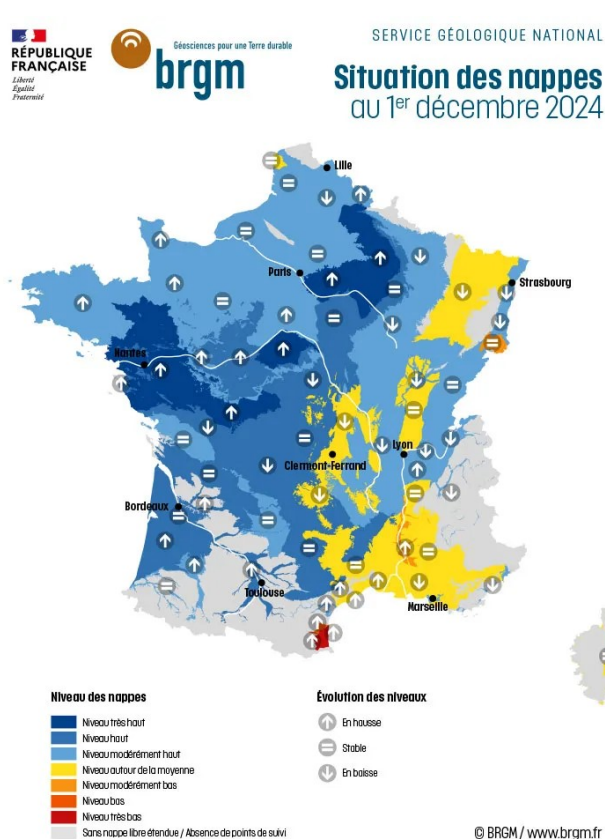 RÉPUBLIQUE
FRANÇAISE
Liberté
Égalité
Fraternité
Géosciences pour une Terre durable
brgm
SERVICE GÉOLOGIQUE NATIONAL
Situation des nappes
au 1er décembre 2024
Lille
Paris
Strasbourg
Nantes
Lyon
Clermont-Ferrand
Bordeaux
Toulouse
Marseille
Niveau des nappes
Niveau très haut
Niveau haut
Niveau modérément haut
Niveau autour de la moyenne
Niveau modérément bas
Niveau bas
Niveau très bas
Sans nappe libre étendue / Absence de points de suivi
Évolution des niveaux
En hausse
Stable
En baisse
© BRGM / www.brgm.fr